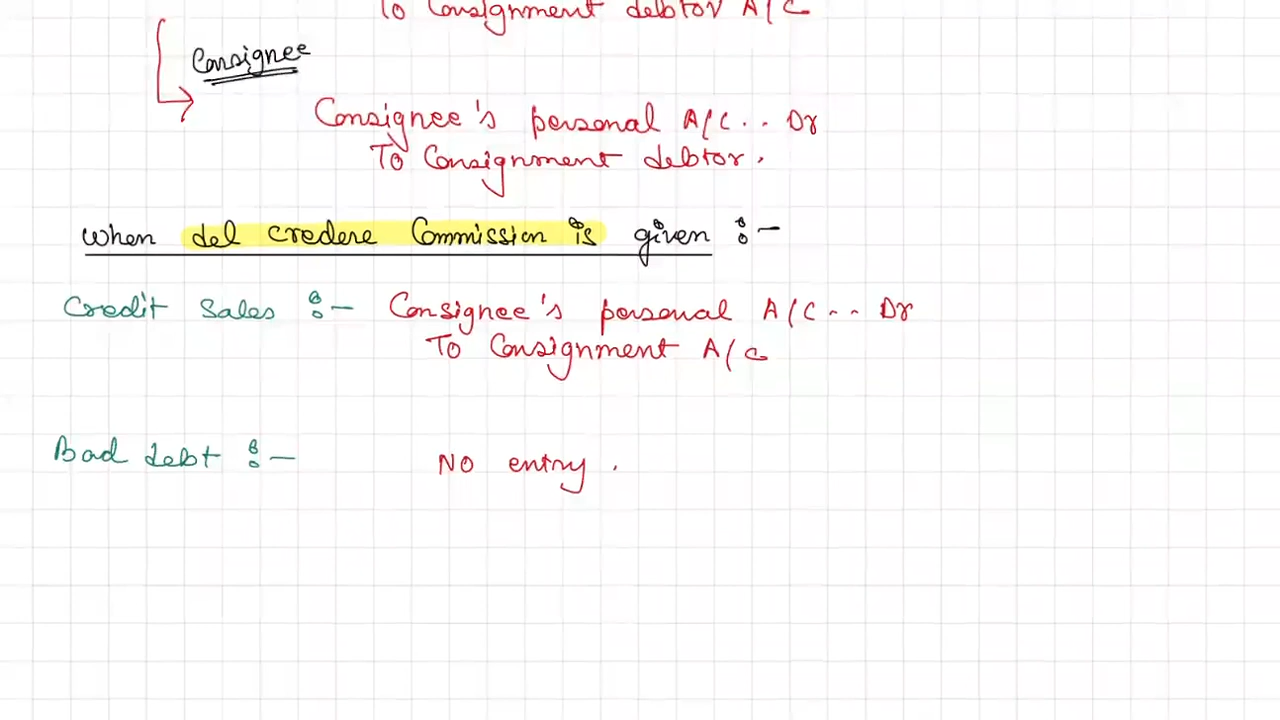 To Consignment debtor A/C
Consignee
Consignee's personal A/C.. Dr
To Consignment debtor.
When del credere Commission is given :-
Credit Sales :- Consignee's personal A/C.. Dr
To Consignment A/C
Bad debt :- No entry.